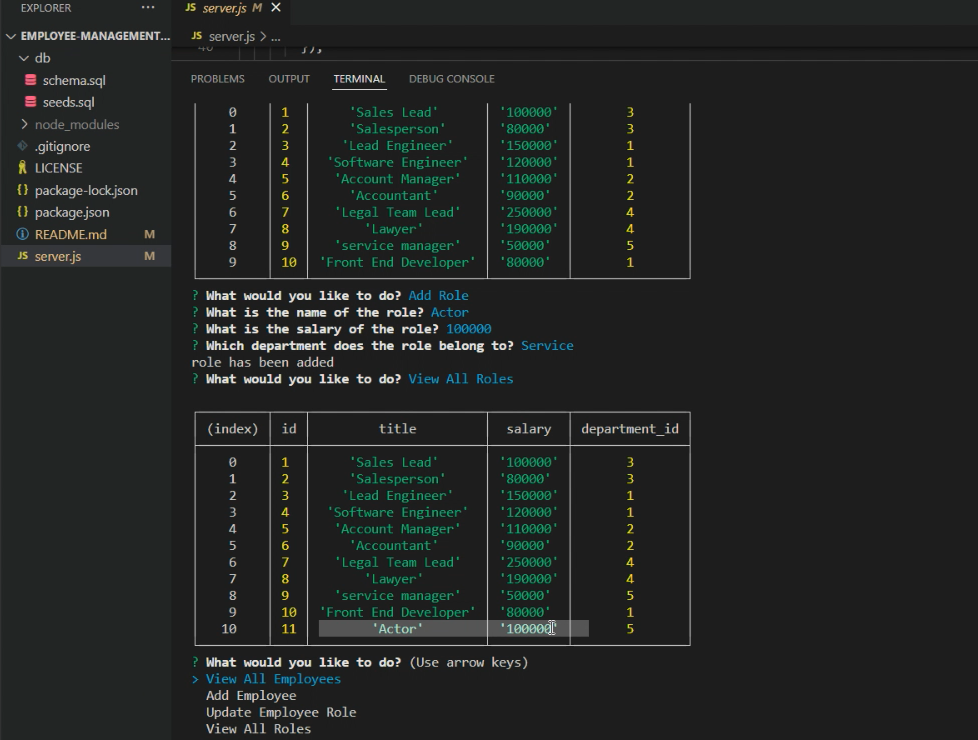 EXPLORER ...
EMPLOYEE-MANAGEMENT...
db
schema.sql
seeds.sql
node_modules
.gitignore
LICENSE
package-lock.json
package.json
README.md M
server.js M
JS server.js M
JS server.js > ...
});
PROBLEMS OUTPUT TERMINAL DEBUG CONSOLE
0 1 'Sales Lead' '100000' 3
1 2 'Salesperson' '80000' 3
2 3 'Lead Engineer' '150000' 1
3 4 'Software Engineer' '120000' 1
4 5 'Account Manager' '110000' 2
5 6 'Accountant' '90000' 2
6 7 'Legal Team Lead' '250000' 4
7 8 'Lawyer' '190000' 4
8 9 'service manager' '50000' 5
9 10 'Front End Developer' '80000' 1
? What would you like to do? Add Role
? What is the name of the role? Actor
? What is the salary of the role? 100000
? Which department does the role belong to? Service
role has been added
? What would you like to do? View All Roles
(index) id title salary department_id
0 1 'Sales Lead' '100000' 3
1 2 'Salesperson' '80000' 3
2 3 'Lead Engineer' '150000' 1
3 4 'Software Engineer' '120000' 1
4 5 'Account Manager' '110000' 2
5 6 'Accountant' '90000' 2
6 7 'Legal Team Lead' '250000' 4
7 8 'Lawyer' '190000' 4
8 9 'service manager' '50000' 5
9 10 'Front End Developer' '80000' 1
10 11 'Actor' '100000' 5
? What would you like to do? (Use arrow keys)
> View All Employees
Add Employee
Update Employee Role
View All Roles